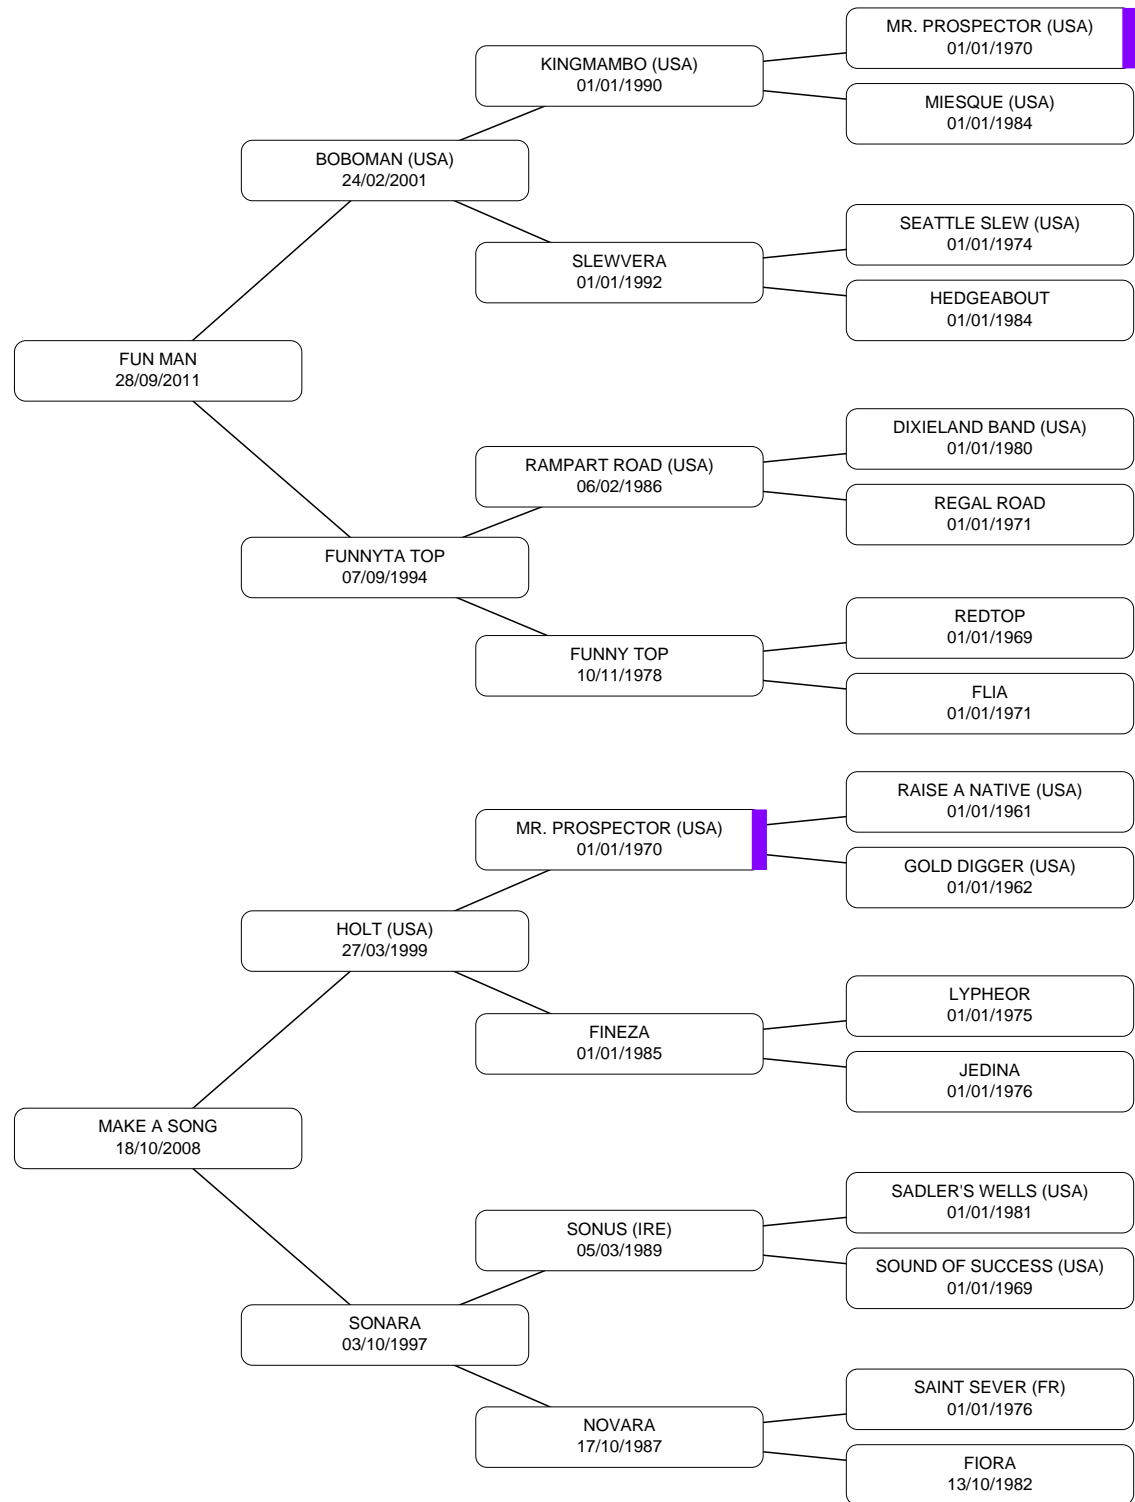 MR. PROSPECTOR (USA)
01/01/1970
KINGMAMBO (USA)
01/01/1990
MIESQUE (USA)
01/01/1984
BOBOMAN (USA)
24/02/2001
SEATTLE SLEW (USA)
01/01/1974
SLEWVERA
01/01/1992
HEDGEABOUT
01/01/1984
FUN MAN
28/09/2011
DIXIELAND BAND (USA)
01/01/1980
RAMPART ROAD (USA)
06/02/1986
REGAL ROAD
01/01/1971
FUNNYTA TOP
07/09/1994
REDTOP
01/01/1969
FUNNY TOP
10/11/1978
FLIA
01/01/1971
RAISE A NATIVE (USA)
01/01/1961
MR. PROSPECTOR (USA)
01/01/1970
GOLD DIGGER (USA)
01/01/1962
HOLT (USA)
27/03/1999
LYPHEOR
01/01/1975
FINEZA
01/01/1985
JEDINA
01/01/1976
MAKE A SONG
18/10/2008
SADLER'S WELLS (USA)
01/01/1981
SONUS (IRE)
05/03/1989
SOUND OF SUCCESS (USA)
01/01/1969
SONARA
03/10/1997
SAINT SEVER (FR)
01/01/1976
NOVARA
17/10/1987
FIORA
13/10/1982